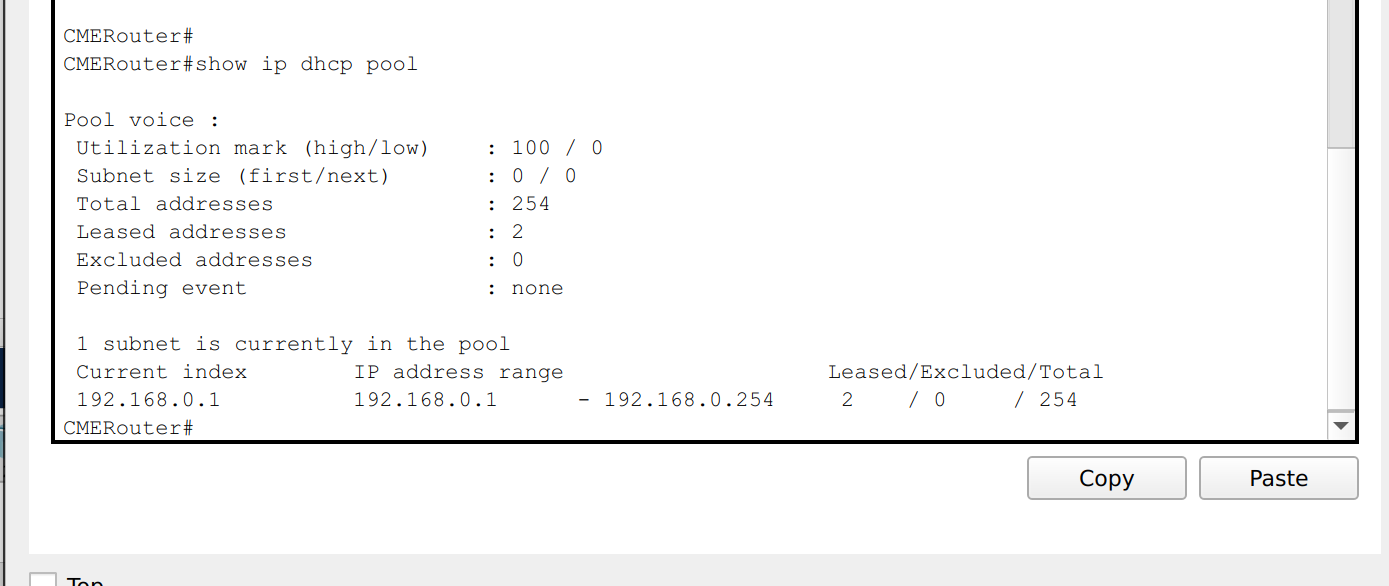 CMERouter#
CMERouter#show ip dhcp pool
Pool voice :
Utilization mark (high/low) : 100 / 0
Subnet size (first/next) : 0 / 0
Total addresses : 254
Leased addresses : 2
Excluded addresses : 0
Pending event : none
1 subnet is currently in the pool
Current index IP address range Leased/Excluded/Total
192.168.0.1 192.168.0.1 - 192.168.0.254 2 / 0 / 254
CMERouter#
Copy Paste
Top